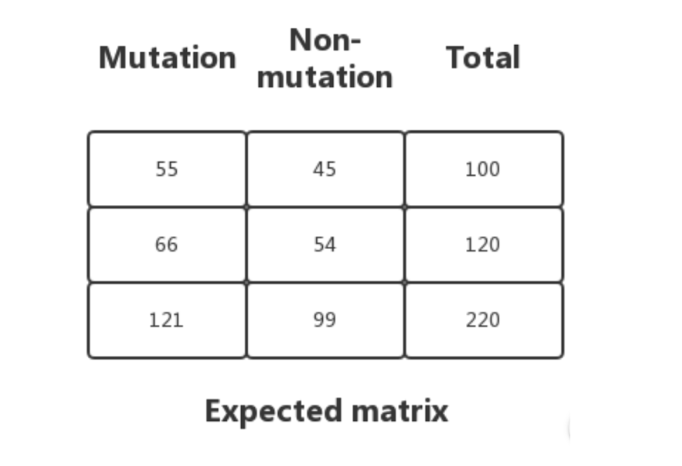 Mutation Non-mutation Total
55 45 100
66 54 120
121 99 220
Expected matrix